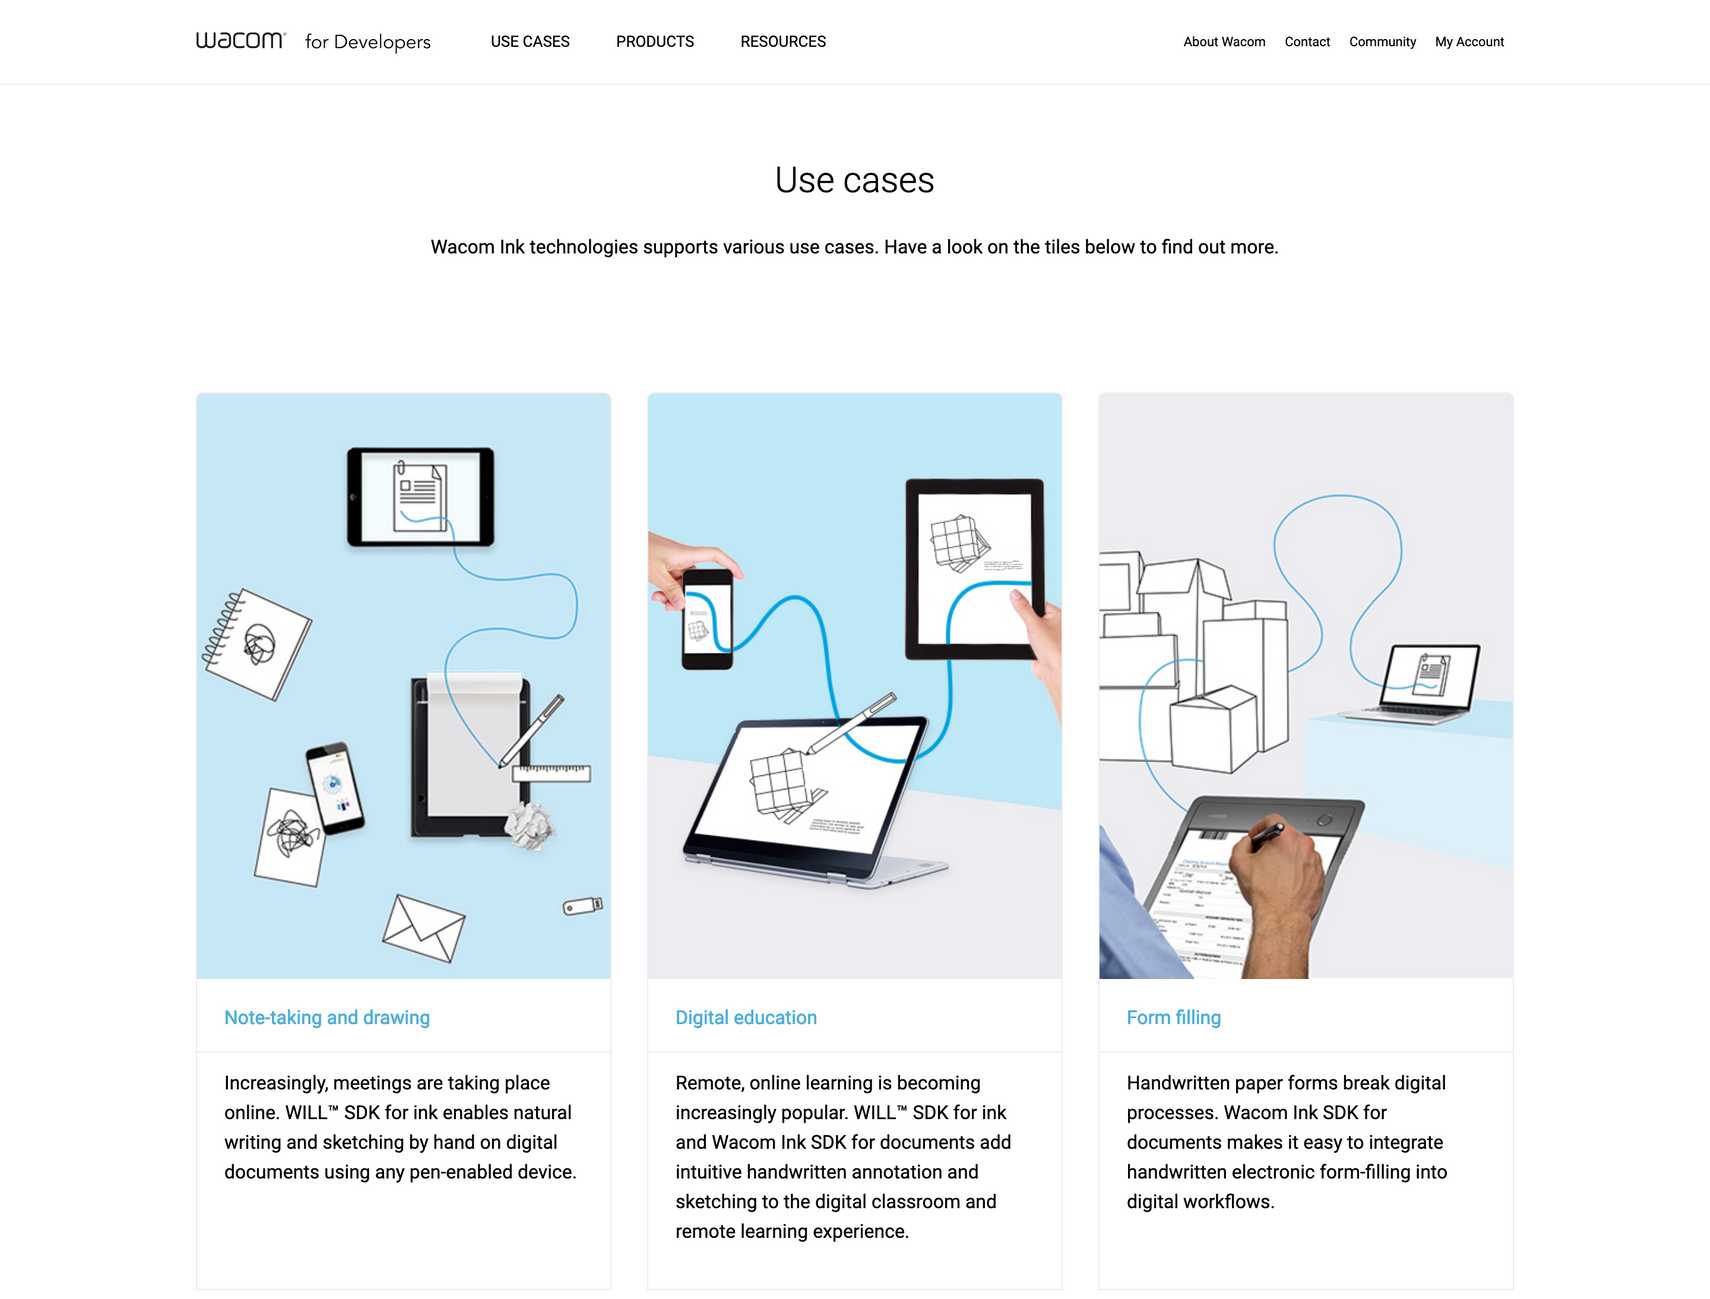 wacom for Developers USE CASES PRODUCTS RESOURCES About Wacom Contact Community My Account
Use cases
Wacom Ink technologies supports various use cases. Have a look on the tiles below to find out more.
Note-taking and drawing
Increasingly, meetings are taking place
online. WILL™ SDK for ink enables natural
writing and sketching by hand on digital
documents using any pen-enabled device.
Digital education
Remote, online learning is becoming
increasingly popular. WILL™ SDK for ink
and Wacom Ink SDK for documents add
intuitive handwritten annotation and
sketching to the digital classroom and
remote learning experience.
Form filling
Handwritten paper forms break digital
processes. Wacom Ink SDK for
documents makes it easy to integrate
handwritten electronic form-filling into
digital workflows.